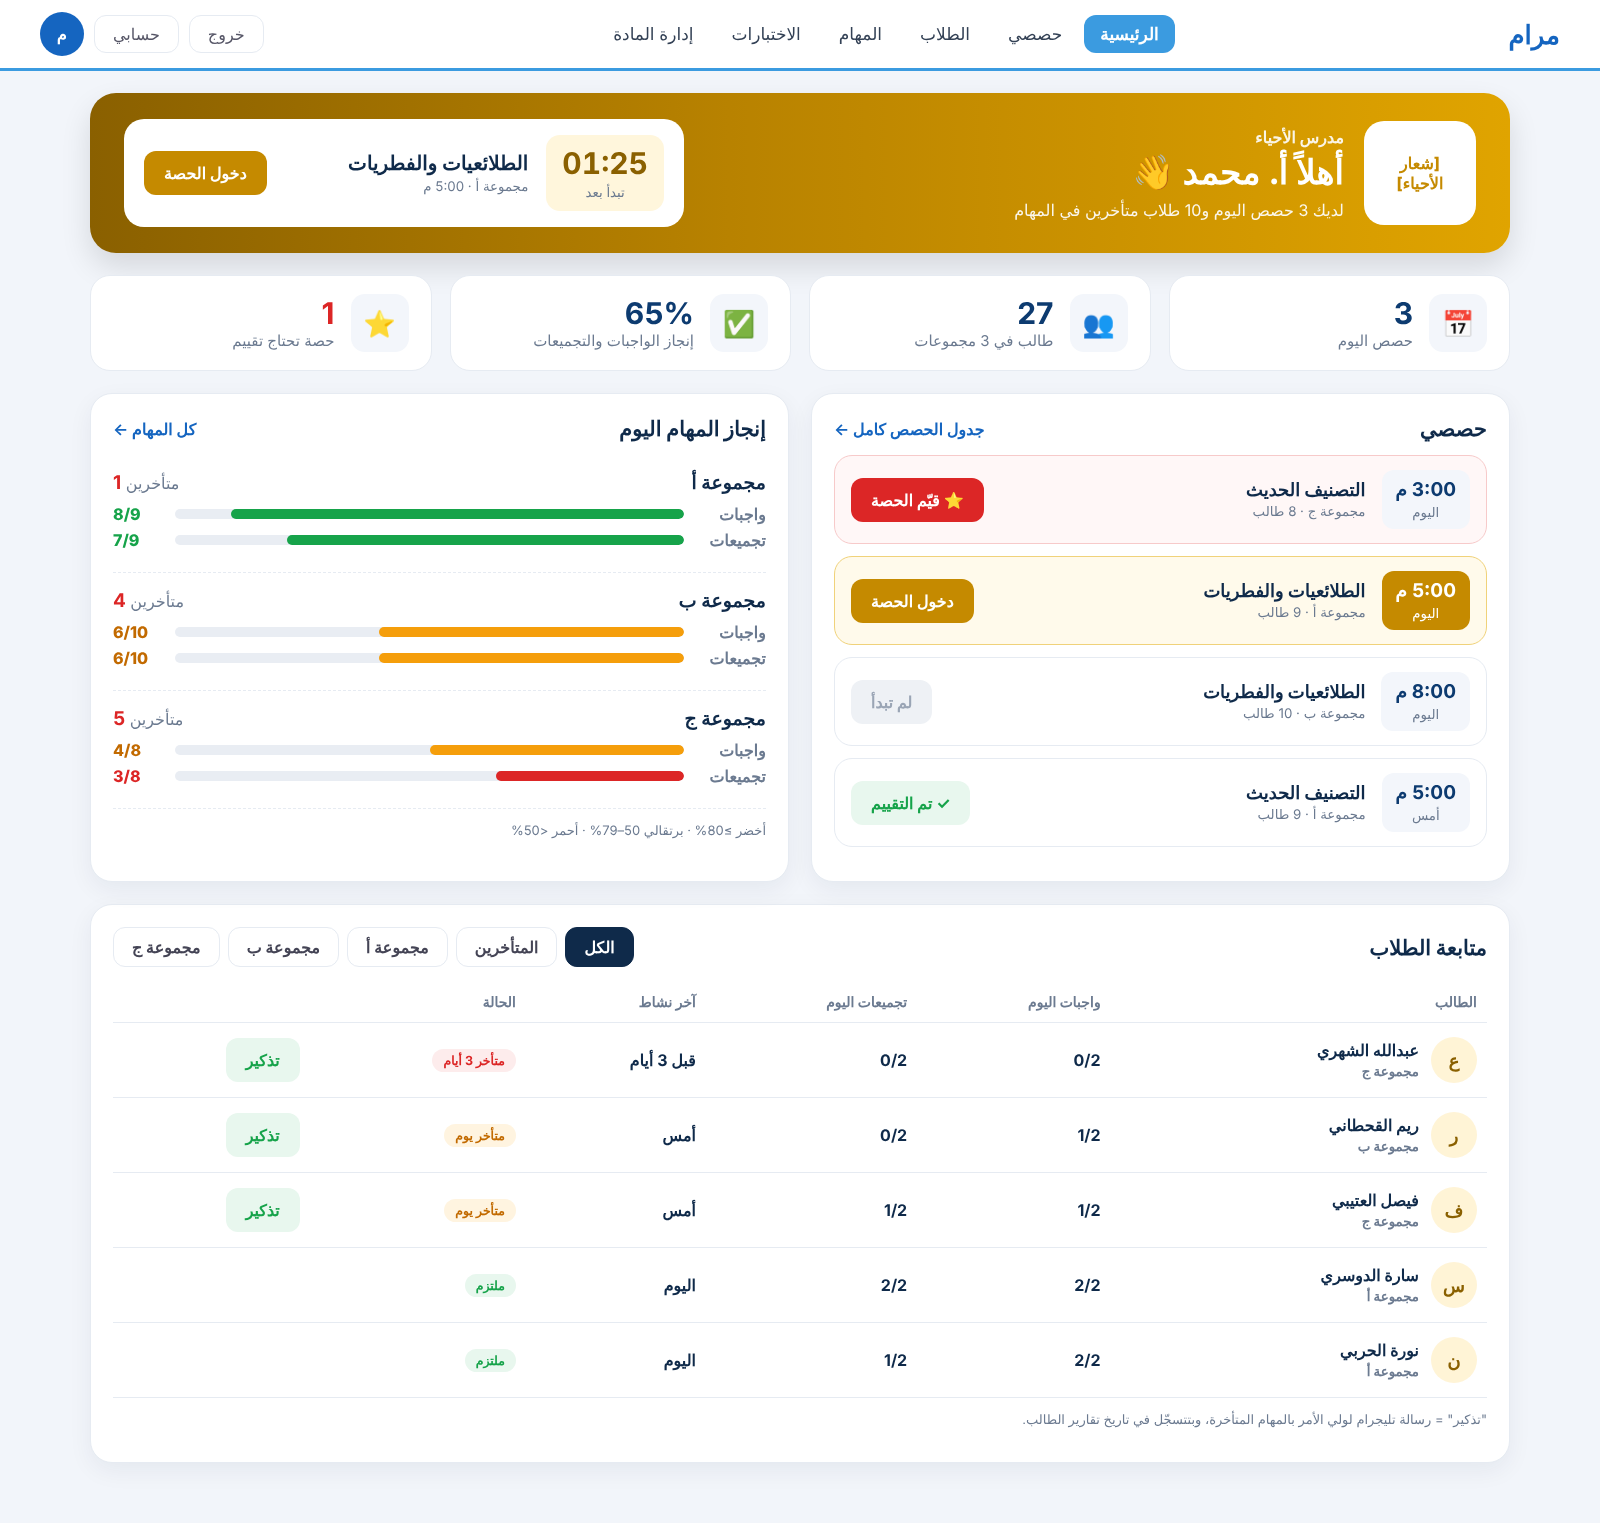 مرام
الرئيسية
حصصي
الطلاب
المهام
الاختبارات
إدارة المادة
خروج
حسابي
م
[شعار
الأحياء]
مدرس الأحياء
أهلاً أ. محمد 👋
لديك 3 حصص اليوم و10 طلاب متأخرين في المهام
01:25
تبدأ بعد
الطلائعيات والفطريات
مجموعة أ · 5:00 م
دخول الحصة
3
حصص اليوم
27
طالب في 3 مجموعات
65%
إنجاز الواجبات والتجميعات
1
حصة تحتاج تقييم
حصصي
جدول الحصص كامل ←
3:00 م
اليوم
التصنيف الحديث
مجموعة ج · 8 طالب
⭐ قيّم الحصة
5:00 م
اليوم
الطلائعيات والفطريات
مجموعة أ · 9 طالب
دخول الحصة
8:00 م
اليوم
الطلائعيات والفطريات
مجموعة ب · 10 طالب
لم تبدأ
5:00 م
أمس
التصنيف الحديث
مجموعة أ · 9 طالب
✓ تم التقييم
إنجاز المهام اليوم
كل المهام ←
مجموعة أ
متأخرين 1
واجبات
8/9
تجميعات
7/9
مجموعة ب
متأخرين 4
واجبات
6/10
تجميعات
6/10
مجموعة ج
متأخرين 5
واجبات
4/8
تجميعات
3/8
أخضر ≥80% · برتقالي 50–79% · أحمر <50%
متابعة الطلاب
الكل
المتأخرين
مجموعة أ
مجموعة ب
مجموعة ج
الطالب
واجبات اليوم
تجميعات اليوم
آخر نشاط
الحالة
ع
عبدالله الشهري
مجموعة ج
0/2
0/2
قبل 3 أيام
متأخر 3 أيام
تذكير
ر
ريم القحطاني
مجموعة ب
1/2
0/2
أمس
متأخر يوم
تذكير
ف
فيصل العتيبي
مجموعة ج
1/2
1/2
أمس
متأخر يوم
تذكير
س
سارة الدوسري
مجموعة أ
2/2
2/2
اليوم
ملتزم
ن
نورة الحربي
مجموعة أ
2/2
1/2
اليوم
ملتزم
"تذكير" = رسالة تليجرام لولي الأمر بالمهام المتأخرة، وبتتسجّل في تاريخ تقارير الطالب.